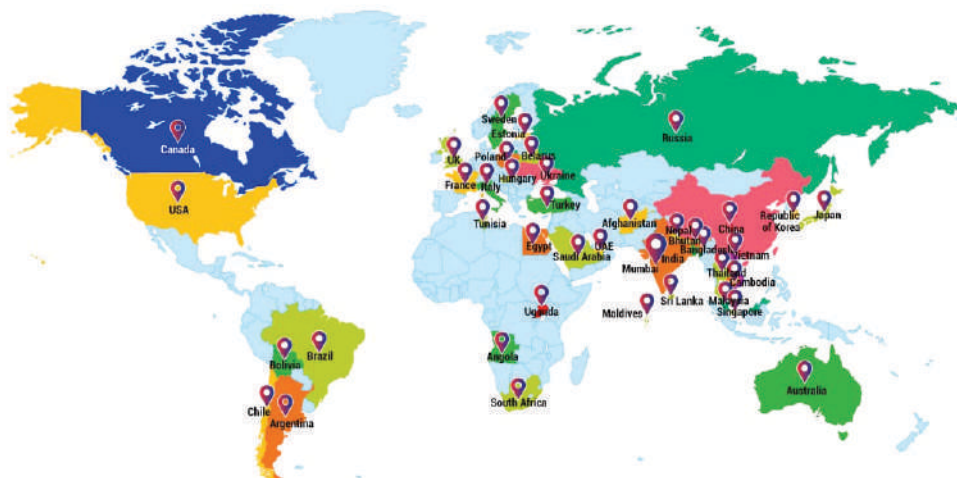 Canada
USA
Sweden
Estonia
Russia
UK
Poland
Belarus
Hungary
Ukraine
France
Italy
Turkey
Tunisia
Egypt
Saudi Arabia
UAE
Afghanistan
Nepal
China
Bhutan
Bangladesh
India
Mumbai
Republic
of Korea
Japan
Vietnam
Thailand
Cambodia
Sri Lanka
Maldives
Malaysia
Singapore
Uganda
Angola
South Africa
Brazil
Bolivia
Chile
Argentina
Australia